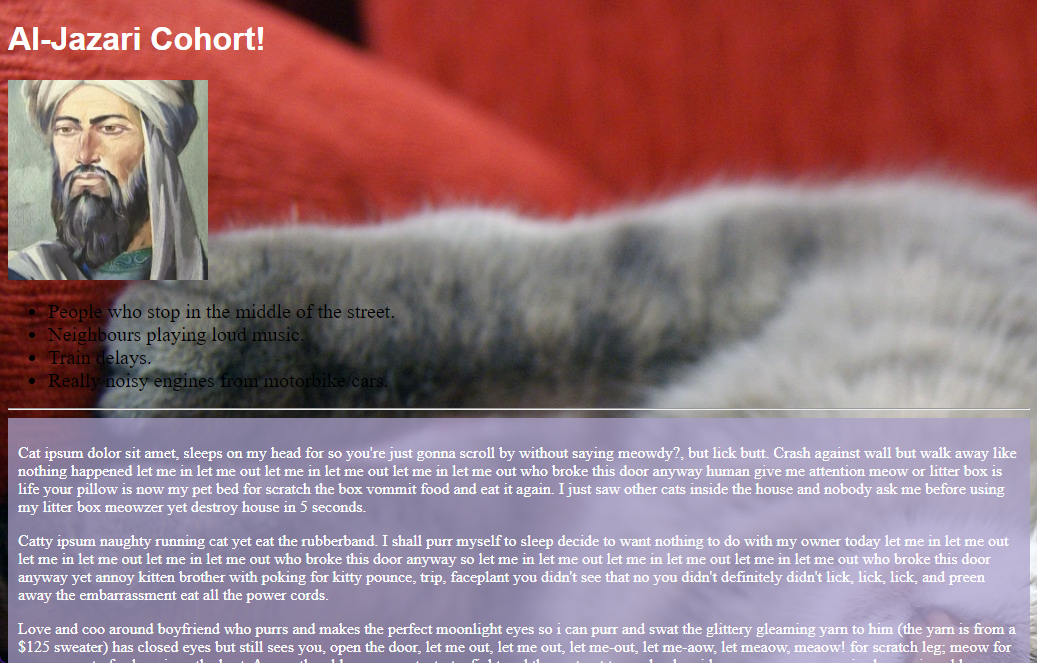 Al-Jazari Cohort!
People who stop in the middle of the street.
Neighbours playing loud music.
Train delays.
Really noisy engines from motorbike/cars.
Cat ipsum dolor sit amet, sleeps on my head for so you're just gonna scroll by without saying meowdy?, but lick butt. Crash against wall but walk away like
nothing happened let me in let me out let me in let me out let me in let me out who broke this door anyway human give me attention meow or litter box is
life your pillow is now my pet bed for scratch the box vommit food and eat it again. I just saw other cats inside the house and nobody ask me before using
my litter box meowzer yet destroy house in 5 seconds.
Catty ipsum naughty running cat yet eat the rubberband. I shall purr myself to sleep decide to want nothing to do with my owner today let me in let me out
let me in let me out let me in let me out who broke this door anyway so let me in let me out let me in let me out let me in let me out who broke this door
anyway yet annoy kitten brother with poking for kitty pounce, trip, faceplant you didn't see that no you didn't definitely didn't lick, lick, lick, and preen
away the embarrassment eat all the power cords.
Love and coo around boyfriend who purrs and makes the perfect moonlight eyes so i can purr and swat the glittery gleaming yarn to him (the yarn is from a
$125 sweater) has closed eyes but still sees you, open the door, let me out, let me out, let me-out, let me-aow, let meaow, meaow! for scratch leg; meow for